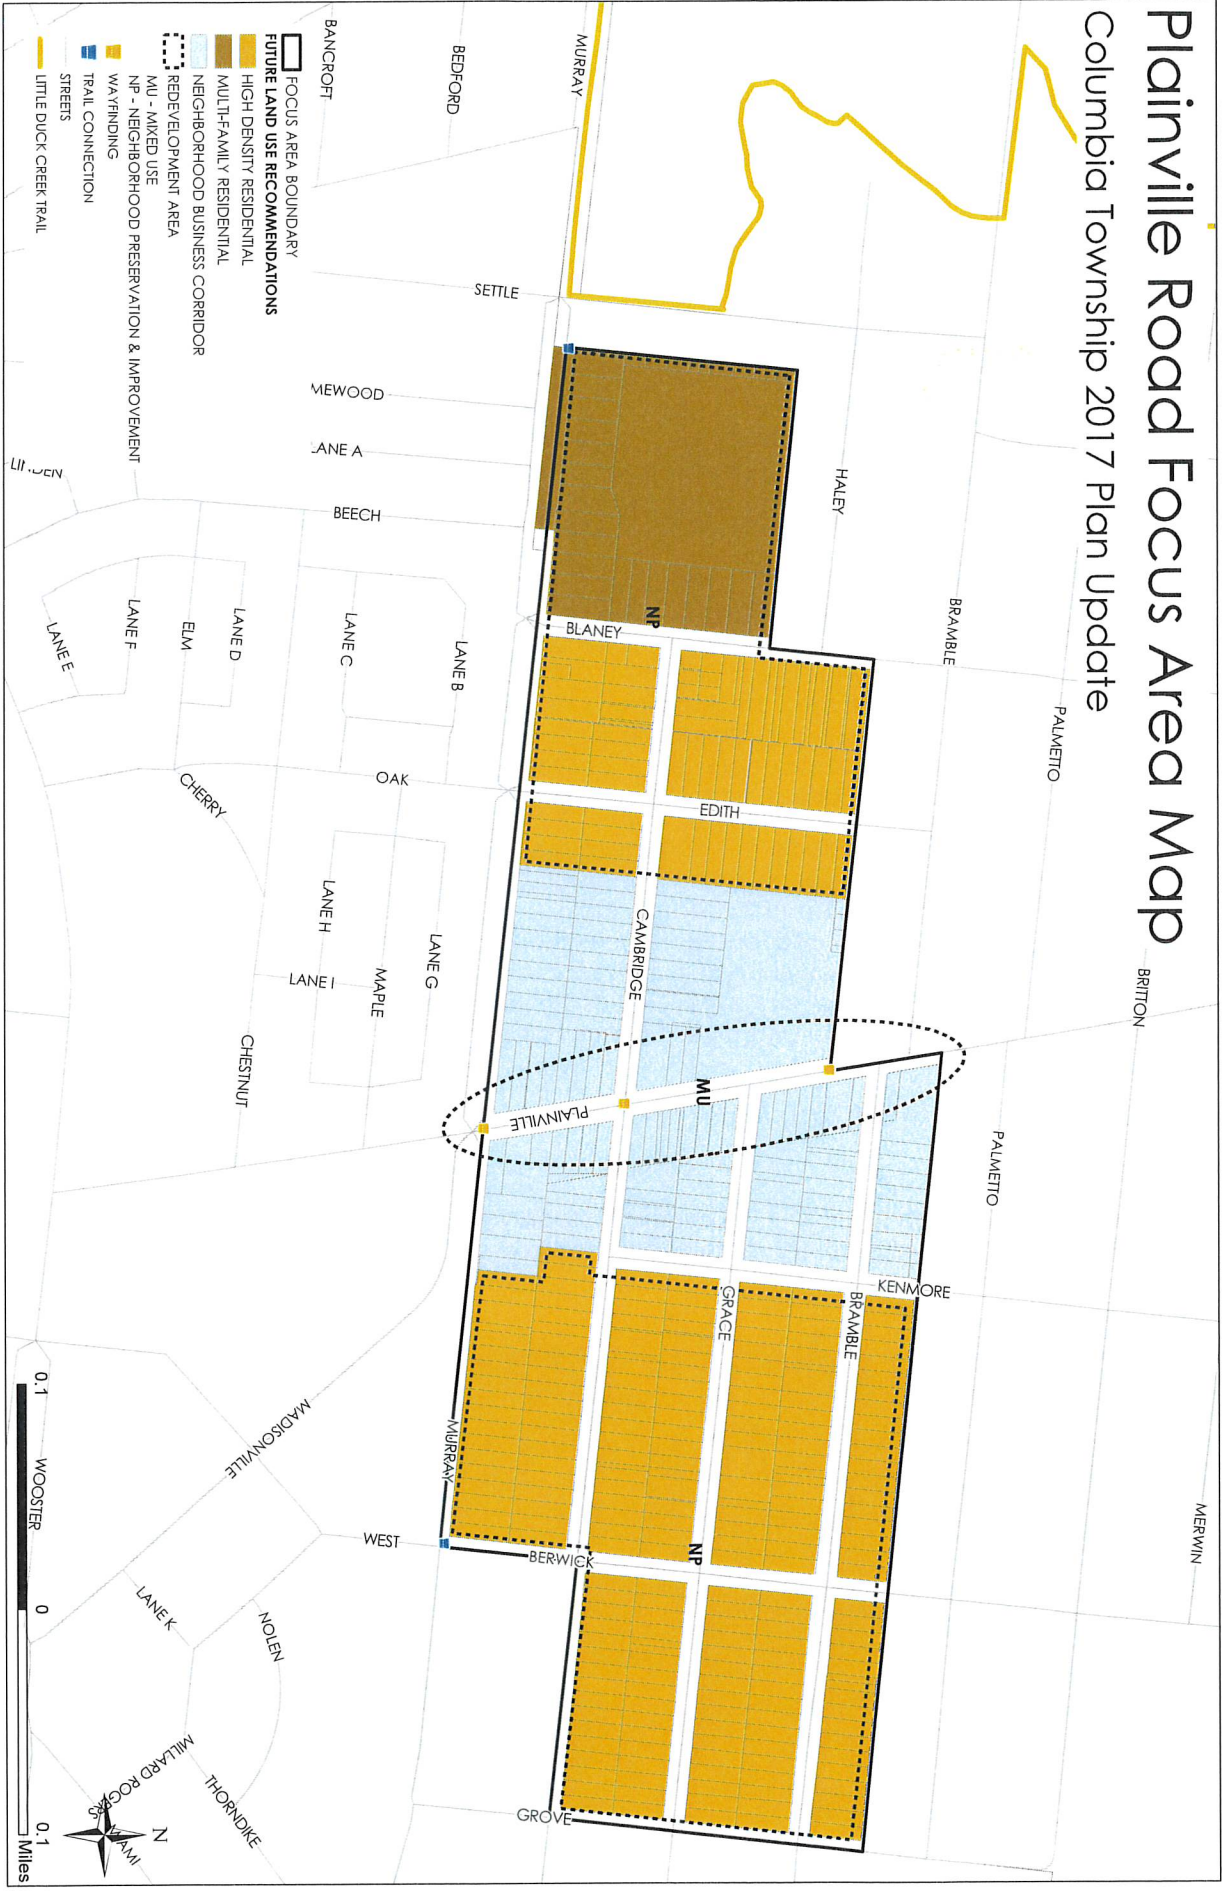 Plainville Road Focus Area Map
Columbia Township 2017 Plan Update
BANCROFT
BEDFORD
MURRAY
SETTLE
HALEY
BRAMBLE
PALMETTO
BRITTON
MERWIN
MEWOOD
LANE A
BEECH
LINDEN
LANE E
LANE F
ELM
LANE D
LANE C
LANE B
NP
BLANEY
CHERRY
OAK
EDITH
CAMBRIDGE
LANE H
LANE I
MAPLE
LANE G
CHESTNUT
PLAINVILLE
MU
PALMETTO
KENMORE
GRACE
BRAMBLE
MURRAY
MADISONVILLE
WEST
BERWICK
NP
WOOSTER
LANE K
NOLEN
MILLARD ROGERS
THORNDIKE
MIAMI
GROVE
FOCUS AREA BOUNDARY
FUTURE LAND USE RECOMMENDATIONS
HIGH DENSITY RESIDENTIAL
MULTI-FAMILY RESIDENTIAL
NEIGHBORHOOD BUSINESS CORRIDOR
REDEVELOPMENT AREA
MU - MIXED USE
NP - NEIGHBORHOOD PRESERVATION & IMPROVEMENT
WAYFINDING
TRAIL CONNECTION
STREETS
LITTLE DUCK CREEK TRAIL
0.1 0 0.1
Miles
N